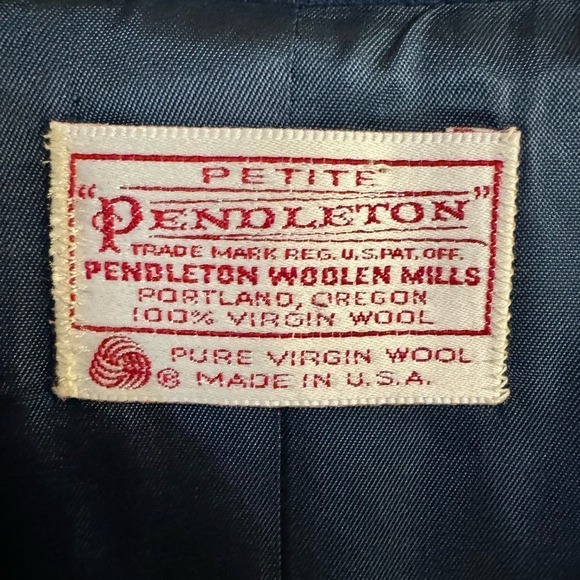 PETITE
"PENDLETON"
TRADE MARK REG. U.S. PAT. OFF.
PENDLETON WOOLEN MILLS
PORTLAND, OREGON
100% VIRGIN WOOL
PURE VIRGIN WOOL
® MADE IN U.S.A.